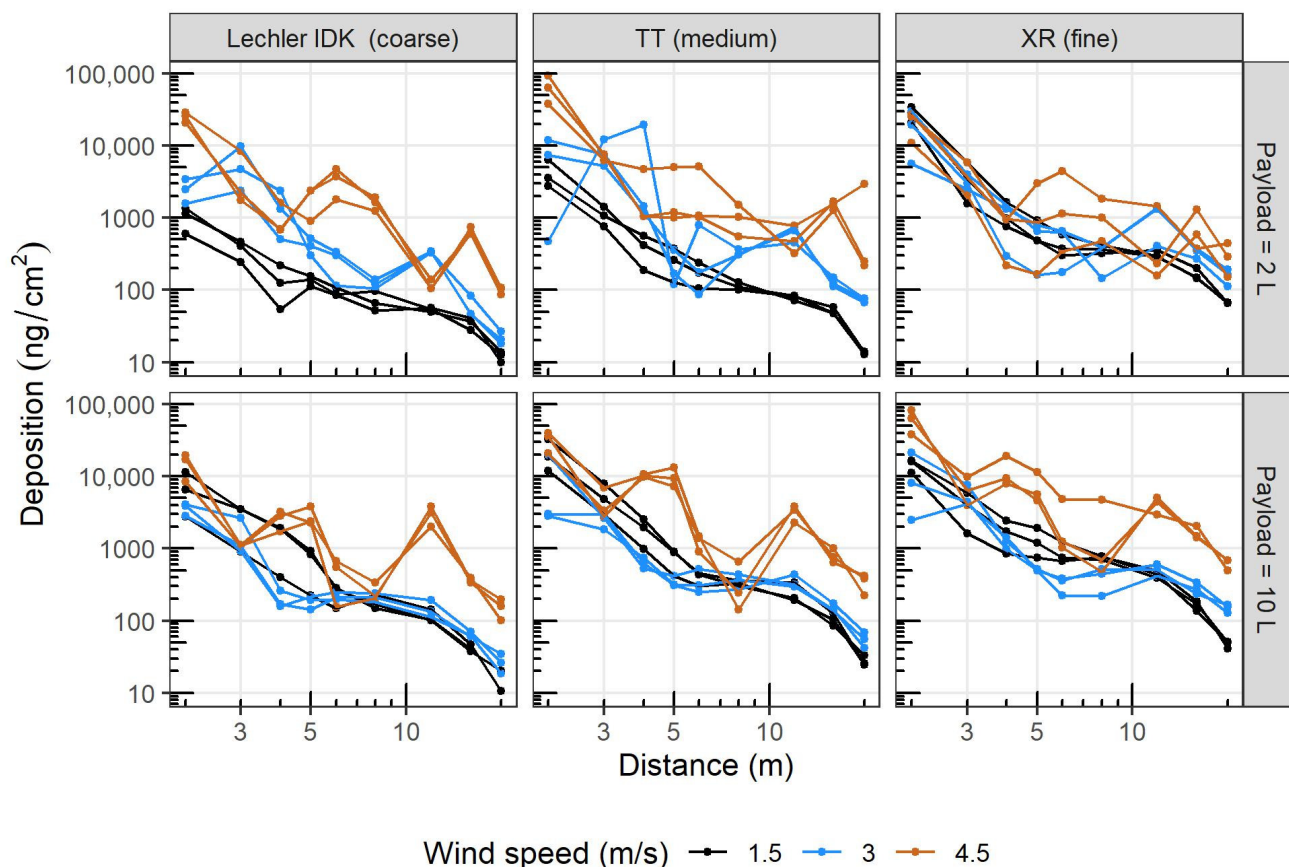 Lechler IDK (coarse) TT (medium) XR (fine)
100,000
10,000
1000
100
10
Payload = 2 L
Deposition (ng/cm²)
100,000
10,000
1000
100
10
Payload = 10 L
3 5 10 3 5 10 3 5 10
Distance (m)
Wind speed (m/s) 1.5 3 4.5